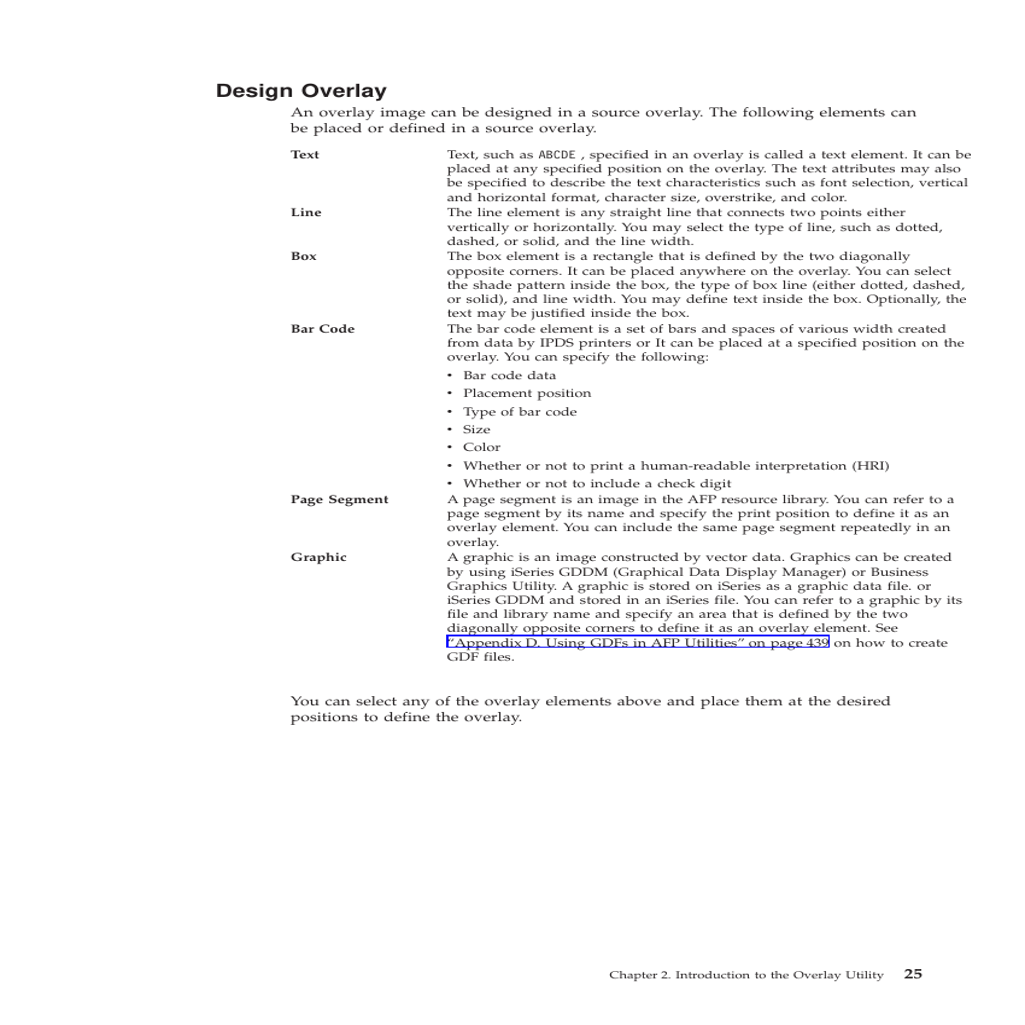 Design Overlay
An overlay image can be designed in a source overlay. The following elements can
be placed or defined in a source overlay.
Text Text, such as ABCDE , specified in an overlay is called a text element. It can be
placed at any specified position on the overlay. The text attributes may also
be specified to describe the text characteristics such as font selection, vertical
and horizontal format, character size, overstrike, and color.
Line The line element is any straight line that connects two points either
vertically or horizontally. You may select the type of line, such as dotted,
dashed, or solid, and the line width.
Box The box element is a rectangle that is defined by the two diagonally
opposite corners. It can be placed anywhere on the overlay. You can select
the shade pattern inside the box, the type of box line (either dotted, dashed,
or solid), and line width. You may define text inside the box. Optionally, the
text may be justified inside the box.
Bar Code The bar code element is a set of bars and spaces of various width created
from data by IPDS printers or It can be placed at a specified position on the
overlay. You can specify the following:
• Bar code data
• Placement position
• Type of bar code
• Size
• Color
• Whether or not to print a human-readable interpretation (HRI)
• Whether or not to include a check digit
Page Segment A page segment is an image in the AFP resource library. You can refer to a
page segment by its name and specify the print position to define it as an
overlay element. You can include the same page segment repeatedly in an
overlay.
Graphic A graphic is an image constructed by vector data. Graphics can be created
by using iSeries GDDM (Graphical Data Display Manager) or Business
Graphics Utility. A graphic is stored on iSeries as a graphic data file. or
iSeries GDDM and stored in an iSeries file. You can refer to a graphic by its
file and library name and specify an area that is defined by the two
diagonally opposite corners to define it as an overlay element. See
“Appendix D. Using GDFs in AFP Utilities” on page 439 on how to create
GDF files.
You can select any of the overlay elements above and place them at the desired
positions to define the overlay.
Chapter 2. Introduction to the Overlay Utility 25